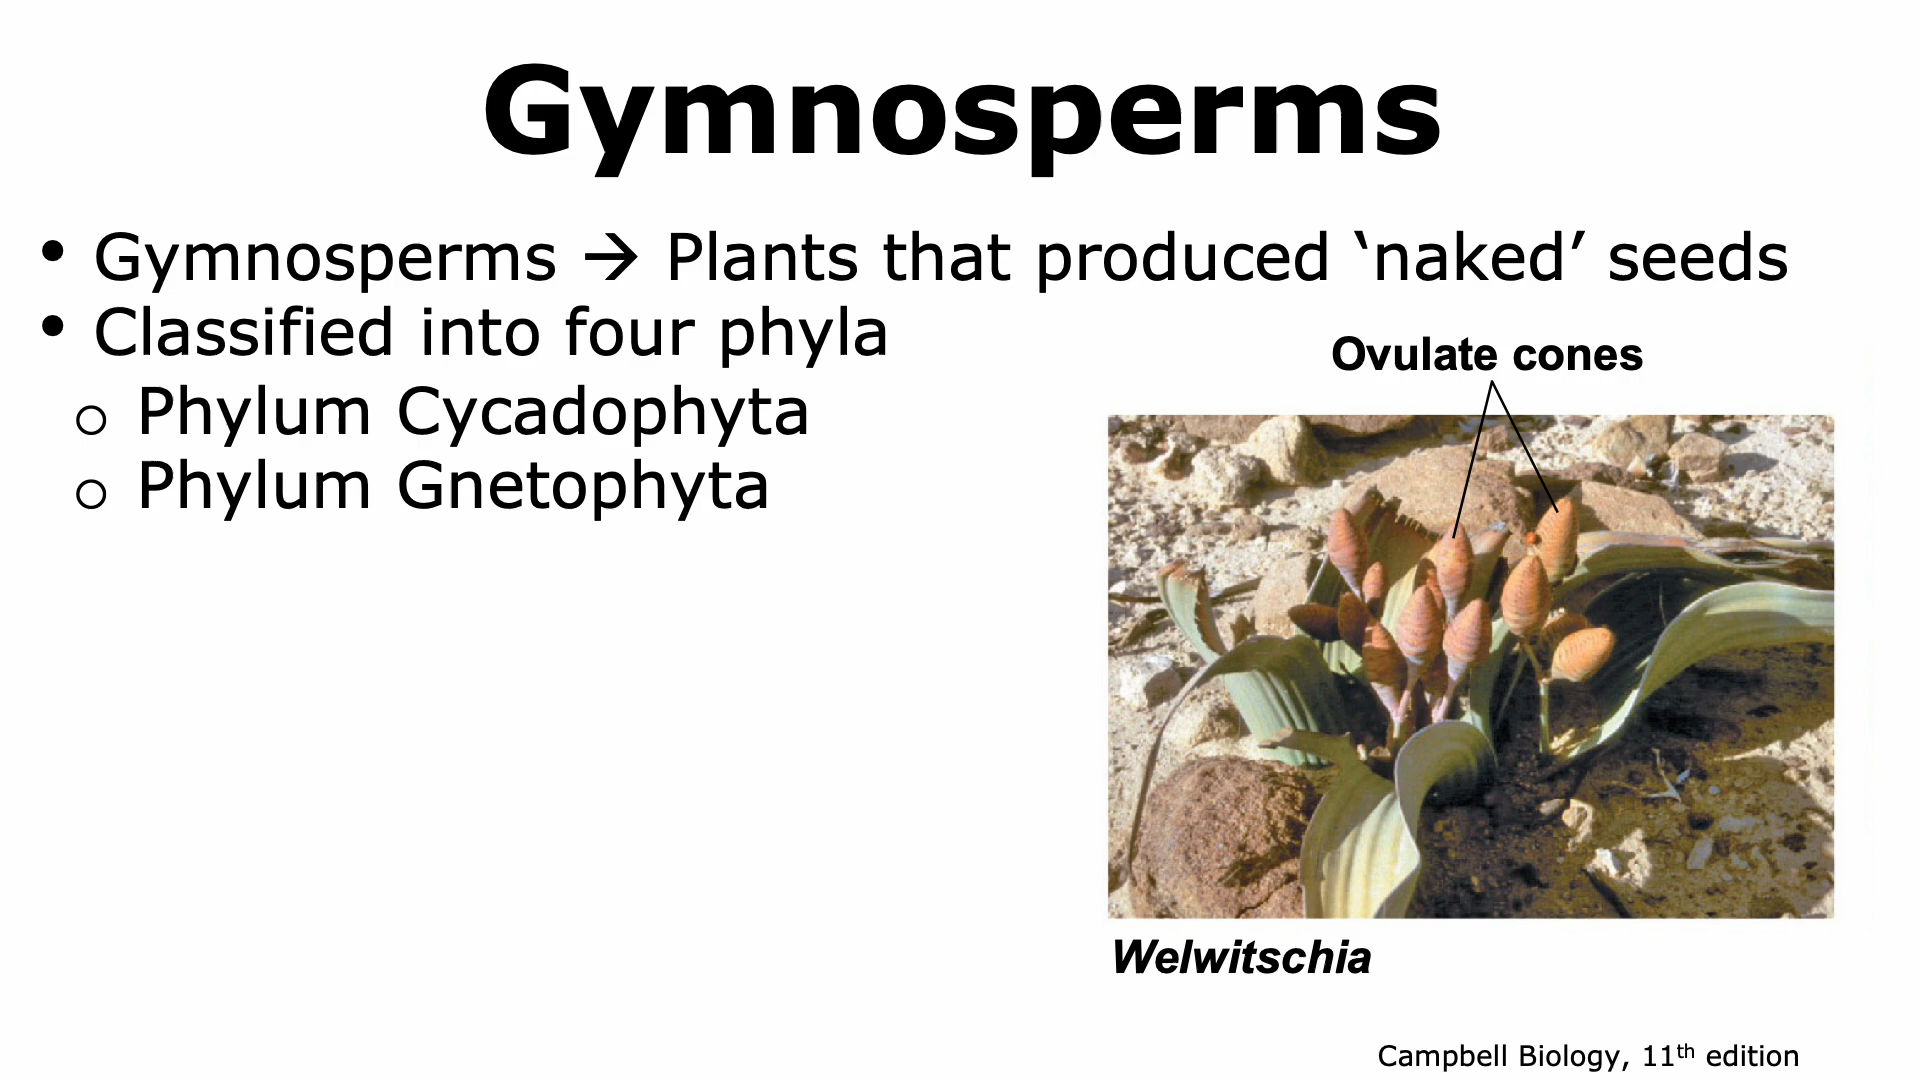 Gymnosperms
• Gymnosperms → Plants that produced ‘naked’ seeds
• Classified into four phyla
o Phylum Cycadophyta
o Phylum Gnetophyta
Ovulate cones
Welwitschia
Campbell Biology, 11th edition